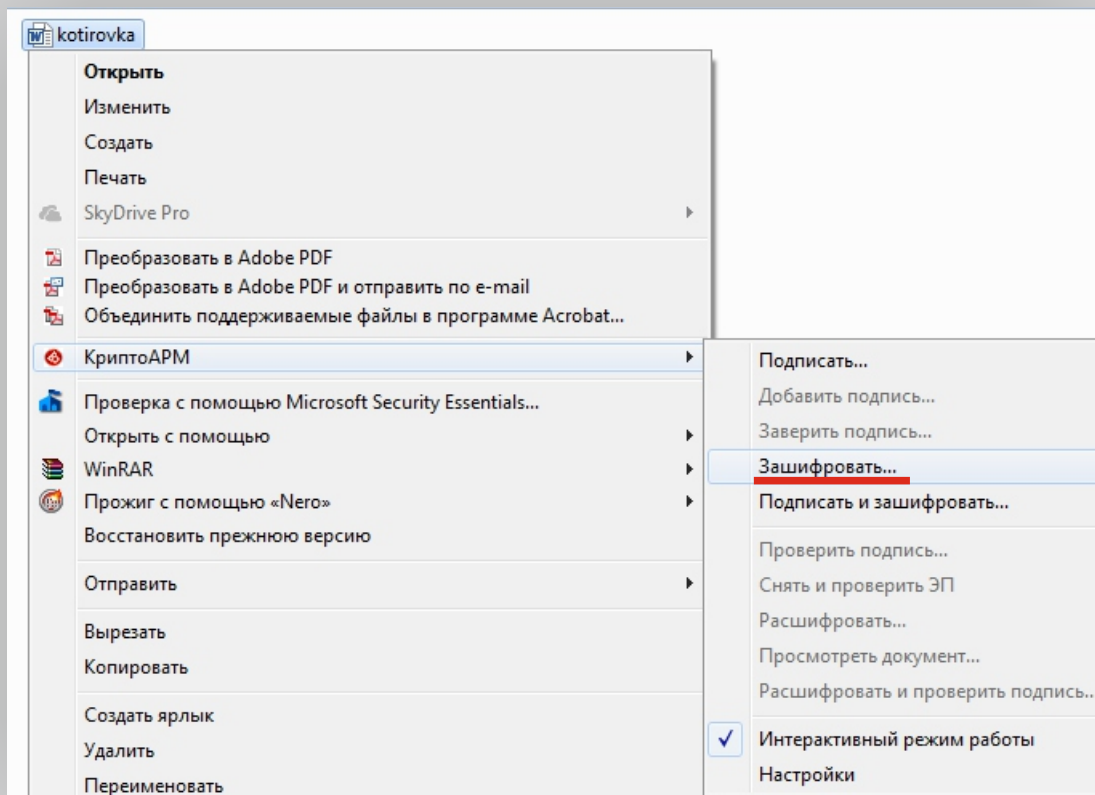 kotirovka
Открыть
Изменить
Создать
Печать
SkyDrive Pro
Преобразовать в Adobe PDF
Преобразовать в Adobe PDF и отправить по e-mail
Объединить поддерживаемые файлы в программе Acrobat...
КриптоАРМ
Проверка с помощью Microsoft Security Essentials...
Открыть с помощью
WinRAR
Прожиг с помощью «Nero»
Восстановить прежнюю версию
Отправить
Вырезать
Копировать
Создать ярлык
Удалить
Переименовать
Подписать...
Добавить подпись...
Заверить подпись...
Зашифровать...
Подписать и зашифровать...
Проверить подпись...
Снять и проверить ЭП
Расшифровать...
Просмотреть документ...
Расшифровать и проверить подпись...
Интерактивный режим работы
Настройки